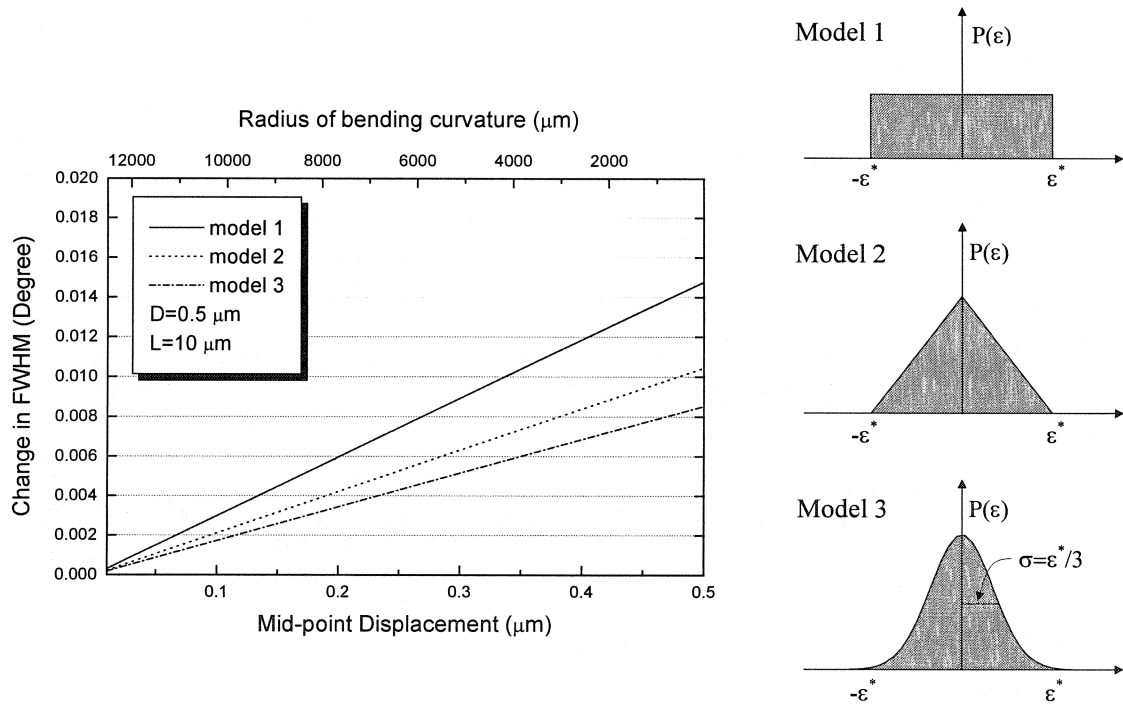 Radius of bending curvature (μm)
12000 10000 8000 6000 4000 2000
0.020
0.018
0.016
0.014
0.012
0.010
0.008
0.006
0.004
0.002
0.000
Change in FWHM (Degree)
model 1
model 2
model 3
D=0.5 μm
L=10 μm
0.1 0.2 0.3 0.4 0.5
Mid-point Displacement (μm)
Model 1
P(ε)
-ε* ε*
Model 2
P(ε)
-ε* ε*
Model 3
P(ε)
σ=ε*/3
-ε* ε*